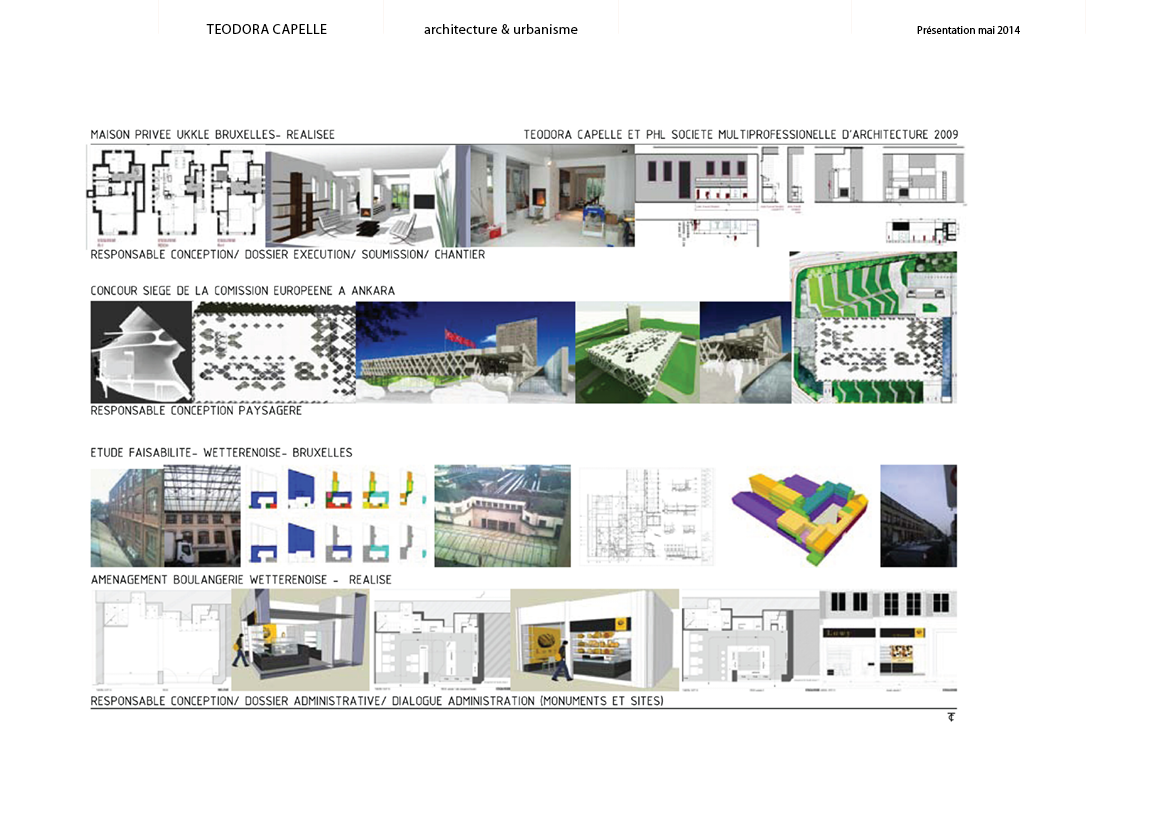 TEODORA CAPELLE architecture & urbanisme Présentation mai 2014
MAISON PRIVEE UKKLE BRUXELLES- REALISEE TEODORA CAPELLE ET PHL SOCIETE MULTIPROFESSIONELLE D'ARCHITECTURE 2009
RESPONSABLE CONCEPTION/ DOSSIER EXECUTION/ SOUMISSION/ CHANTIER
CONCOUR SIEGE DE LA COMISSION EUROPEENE A ANKARA
RESPONSABLE CONCEPTION PAYSAGERE
ETUDE FAISABILITE- WETTERENOISE- BRUXELLES
AMENAGEMENT BOULANGERIE WETTERENOISE - REALISE
Lowy
RESPONSABLE CONCEPTION/ DOSSIER ADMINISTRATIVE/ DIALOGUE ADMINISTRATION (MONUMENTS ET SITES)